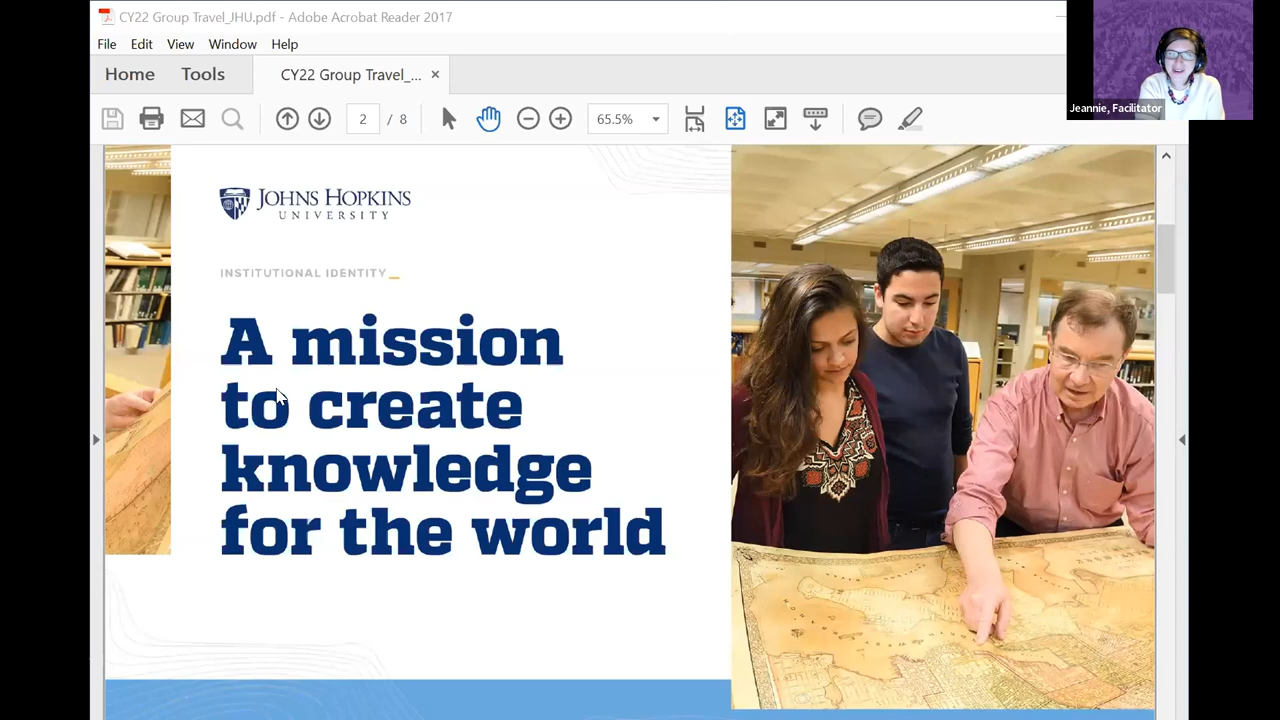 CY22 Group Travel_JHU.pdf - Adobe Acrobat Reader 2017
File Edit View Window Help
Home Tools CY22 Group Travel_... ×
2 / 8 65.5%
Jeannie, Facilitator
JOHNS HOPKINS
UNIVERSITY
INSTITUTIONAL IDENTITY_
A mission
to create
knowledge
for the world